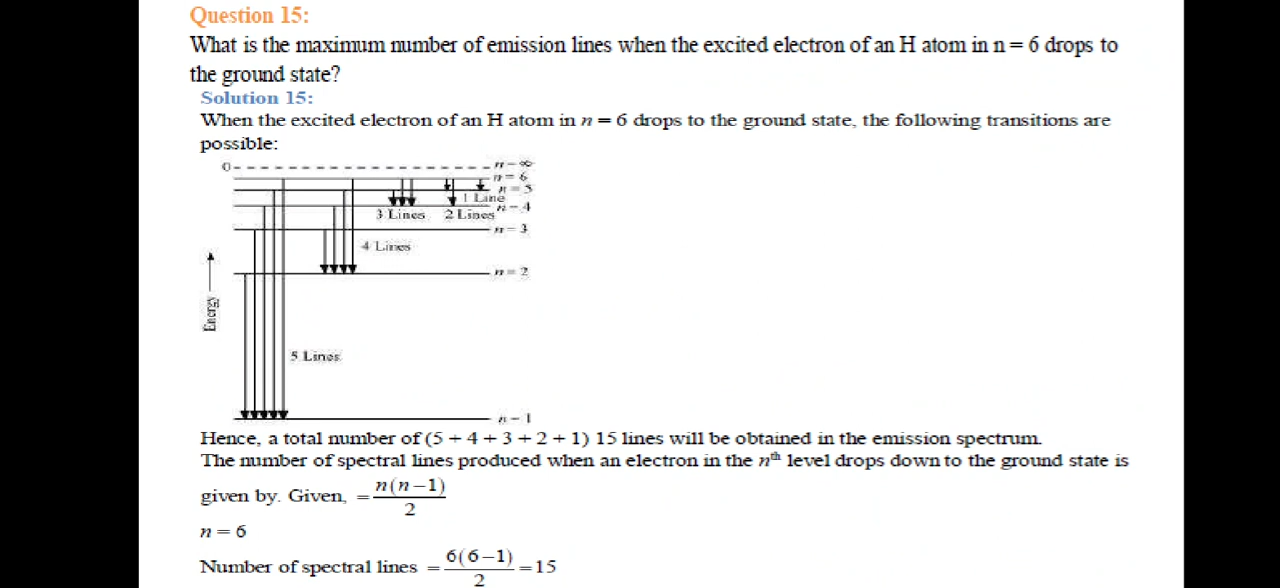 Question 15:
What is the maximum number of emission lines when the excited electron of an H atom in n = 6 drops to
the ground state?
Solution 15:
When the excited electron of an H atom in n = 6 drops to the ground state, the following transitions are
possible:
0
n = ∞
n = 6
n = 5
1 Line
n = 4
3 Lines 2 Lines
n = 3
4 Lines
n = 2
Energy
5 Lines
n = 1
Hence, a total number of (5 + 4 + 3 + 2 + 1) 15 lines will be obtained in the emission spectrum.
The number of spectral lines produced when an electron in the nth level drops down to the ground state is
given by. Given, = n(n−1)/2
n = 6
Number of spectral lines = 6(6−1)/2 = 15